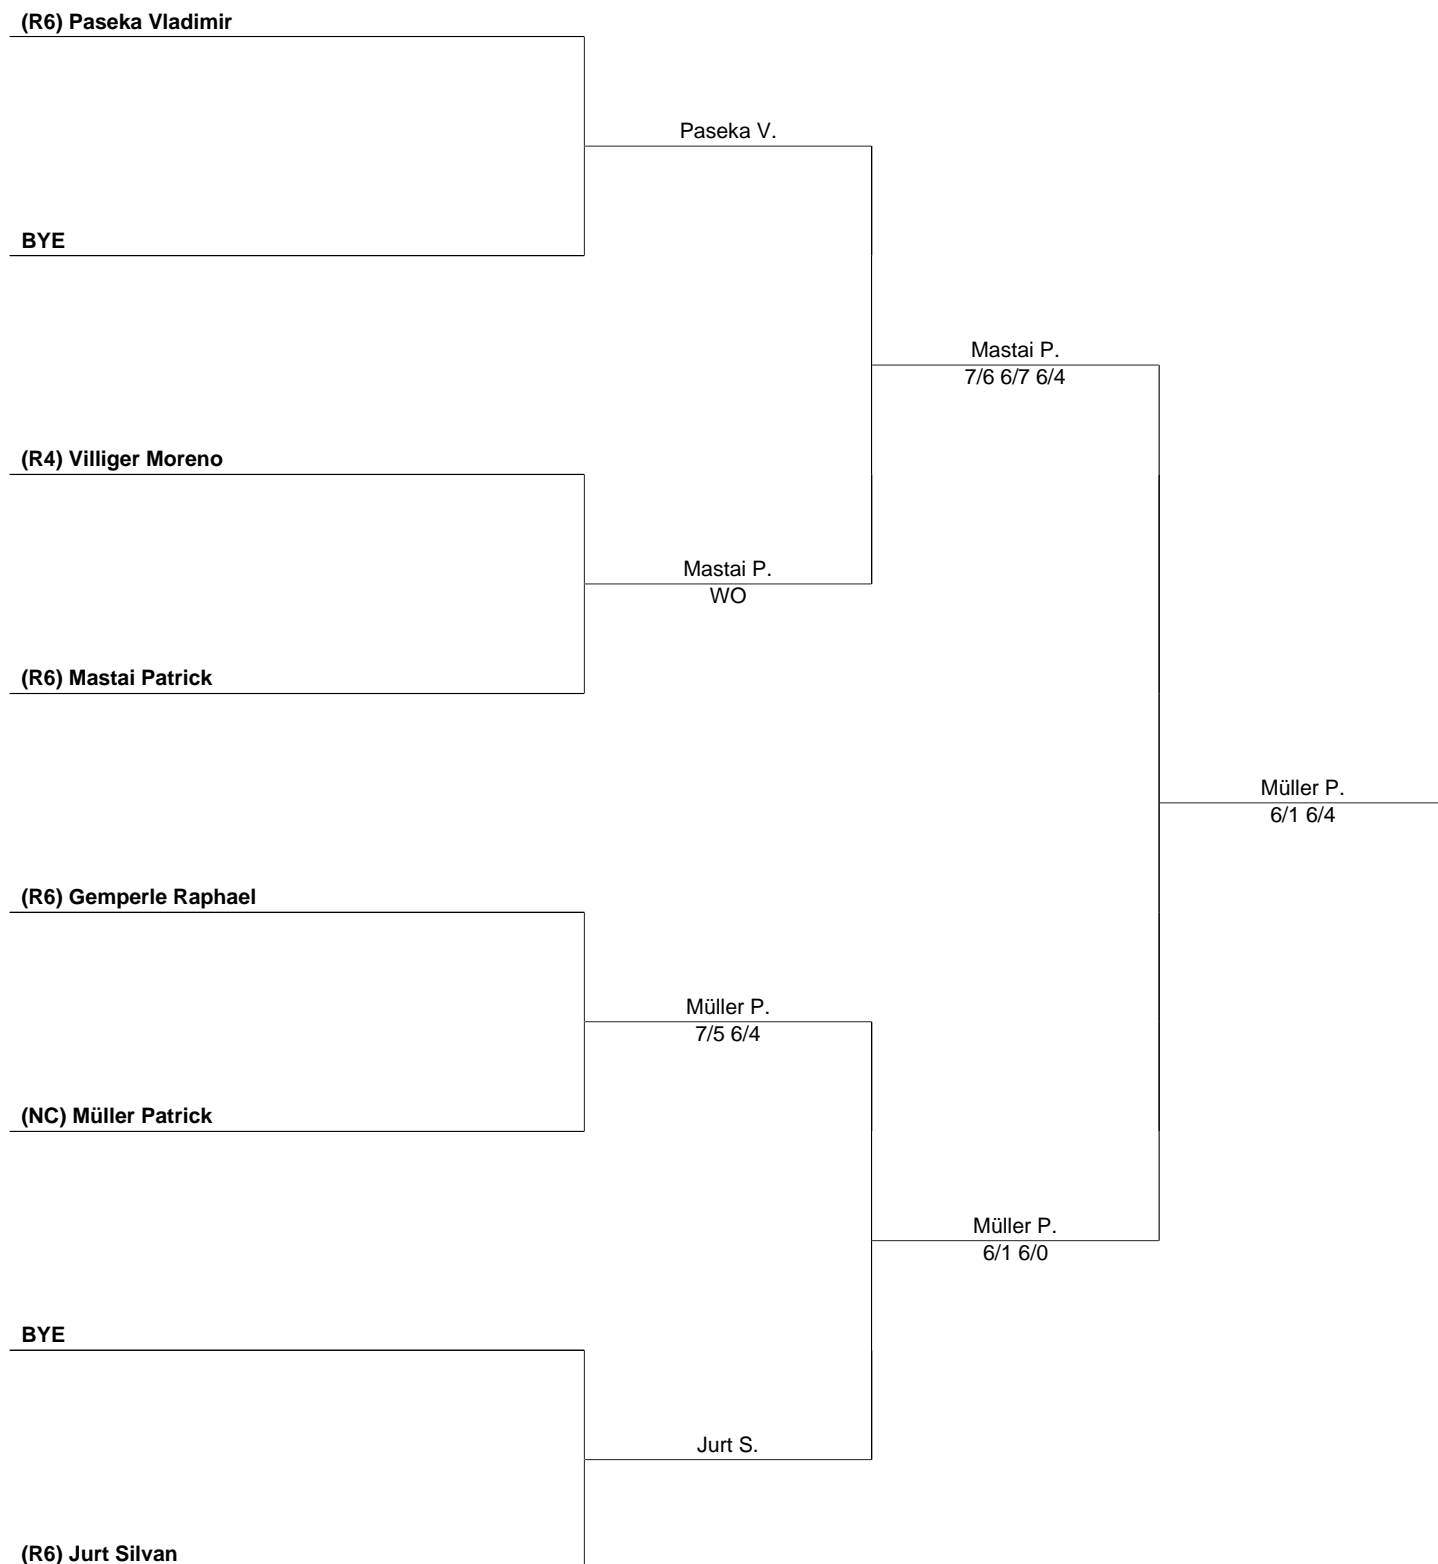 (R6) Paseka Vladimir
Paseka V.
BYE
Mastai P.
7/6 6/7 6/4
(R4) Villiger Moreno
Mastai P.
WO
(R6) Mastai Patrick
Müller P.
6/1 6/4
(R6) Gemperle Raphael
Müller P.
7/5 6/4
(NC) Müller Patrick
Müller P.
6/1 6/0
BYE
Jurt S.
(R6) Jurt Silvan